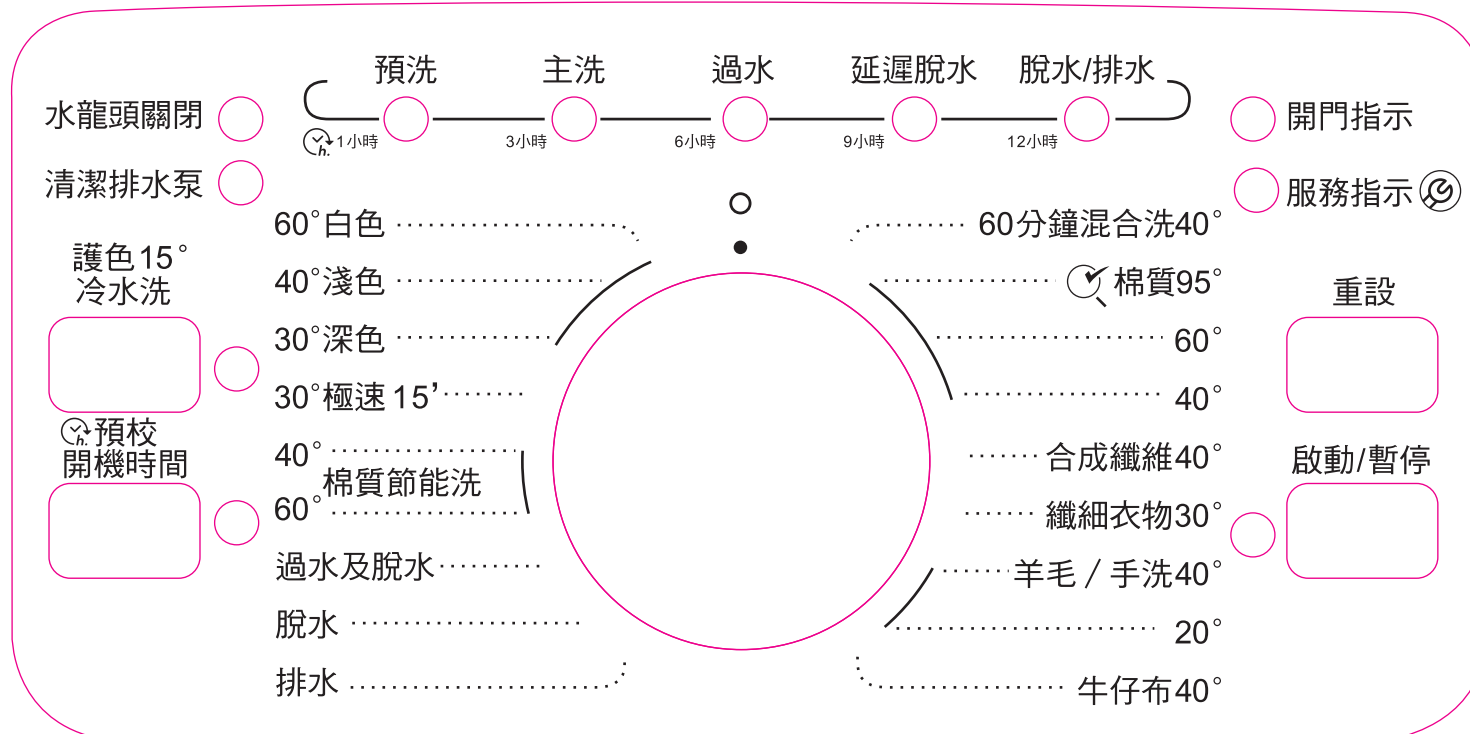 預洗 主洗 過水 延遲脫水 脫水/排水
水龍頭關閉
開門指示
h. 1小時 3小時 6小時 9小時 12小時
清潔排水泵
服務指示
60°白色
60分鐘混合洗40°
護色15°
冷水洗
40°淺色
棉質95°
重設
30°深色
60°
30°極速15’
40°
h. 預校
開機時間
40°
棉質節能洗
60°
合成纖維40°
啟動/暫停
纖細衣物30°
過水及脫水
羊毛 / 手洗40°
脫水
20°
排水
牛仔布40°